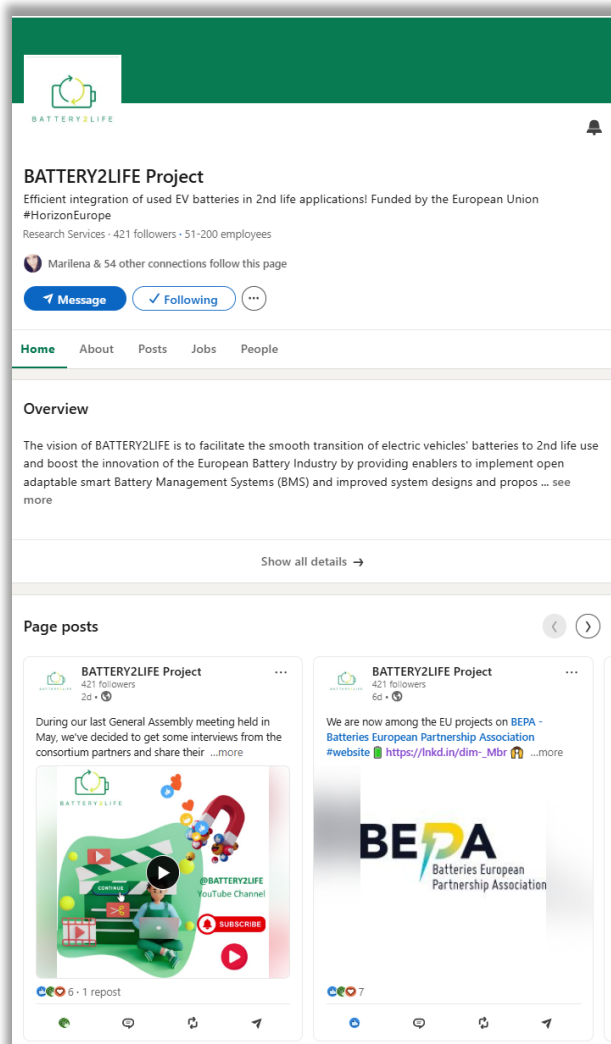 BATTERY2LIFE
BATTERY2LIFE Project
Efficient integration of used EV batteries in 2nd life applications! Funded by the European Union
#HorizonEurope
Research Services · 421 followers · 51-200 employees
Marilena & 54 other connections follow this page
Message
Following
Home About Posts Jobs People
Overview
The vision of BATTERY2LIFE is to facilitate the smooth transition of electric vehicles' batteries to 2nd life use
and boost the innovation of the European Battery Industry by providing enablers to implement open
adaptable smart Battery Management Systems (BMS) and improved system designs and propos ... see
more
Show all details →
Page posts
BATTERY2LIFE
BATTERY2LIFE Project
421 followers
2d •
During our last General Assembly meeting held in
May, we've decided to get some interviews from the
consortium partners and share their ...more
BATTERY2LIFE
CONTINUE
@BATTERY2LIFE
YouTube Channel
SUBSCRIBE
6 · 1 repost
BATTERY2LIFE
BATTERY2LIFE Project
421 followers
6d •
We are now among the EU projects on BEPA -
Batteries European Partnership Association
#website 🔋 https://lnkd.in/dim-_Mbr ...more
BEPA
Batteries European
Partnership Association
7